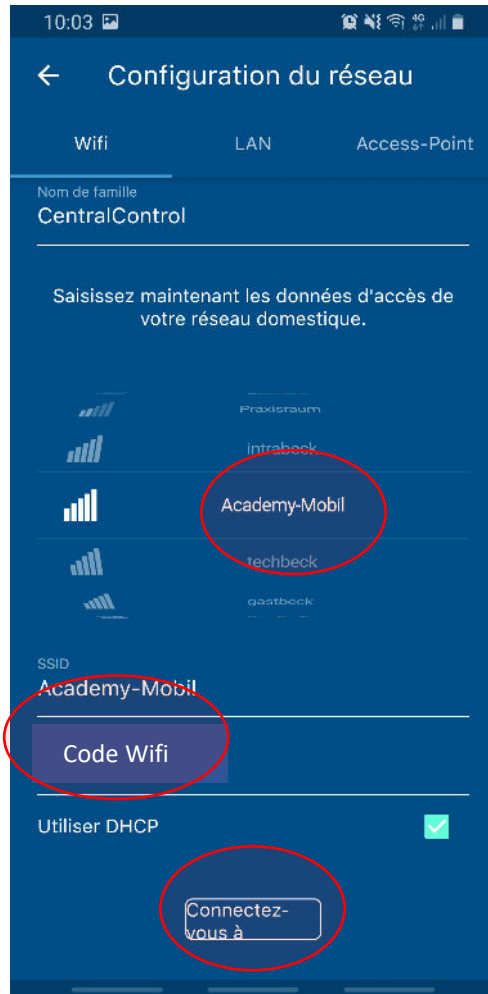 10:03
Configuration du réseau
Wifi LAN Access-Point
Nom de famille
CentralControl
Saisissez maintenant les données d'accès de
votre réseau domestique.
Praxisraum
intrabeck
Academy-Mobil
techbeck
gastbeck
SSID
Academy-Mobil
Code Wifi
Utiliser DHCP
Connectez-
vous à